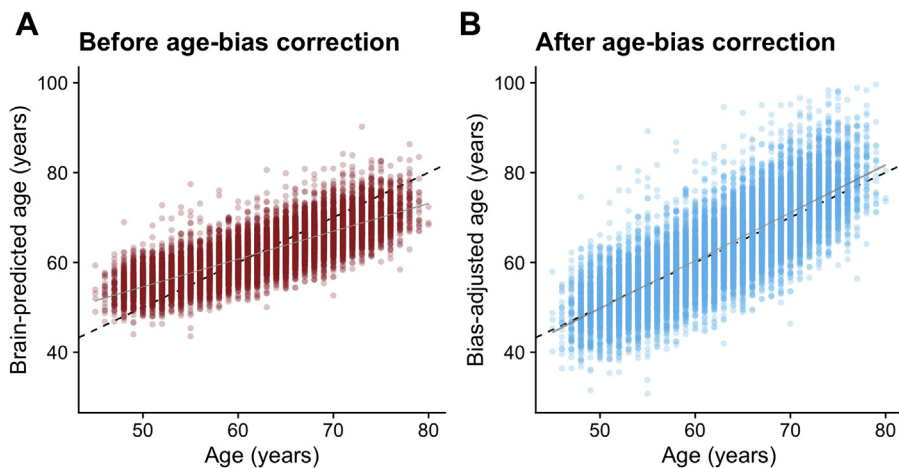 A
Before age-bias correction
Brain-predicted age (years)
100
80
60
40
50 60 70 80
Age (years)
B
After age-bias correction
Bias-adjusted age (years)
100
80
60
40
50 60 70 80
Age (years)